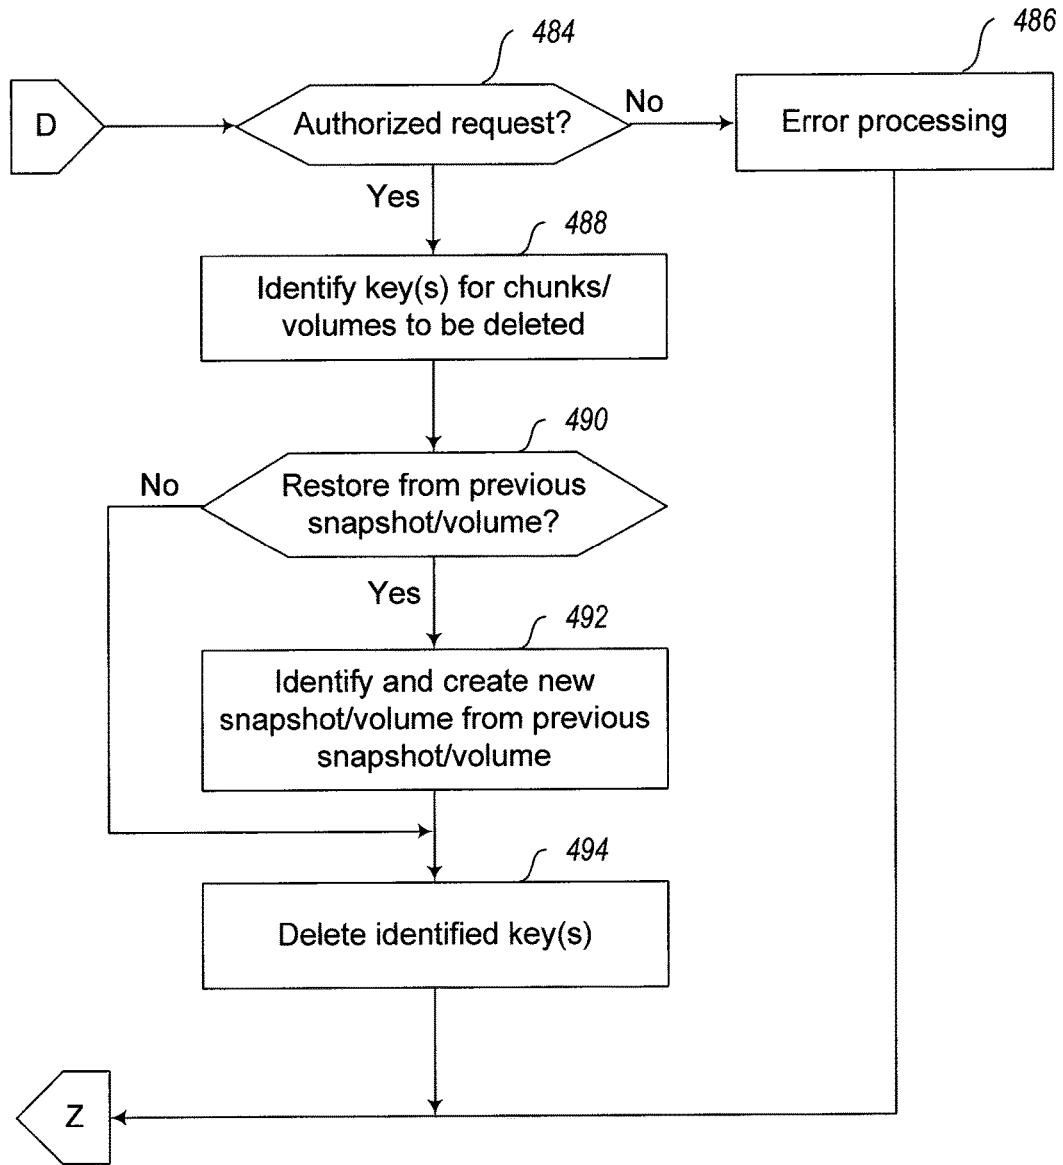 484
486
D
Authorized request?
No
Error processing
Yes
488
Identify key(s) for chunks/
volumes to be deleted
490
No
Restore from previous
snapshot/volume?
Yes
492
Identify and create new
snapshot/volume from previous
snapshot/volume
494
Delete identified key(s)
Z